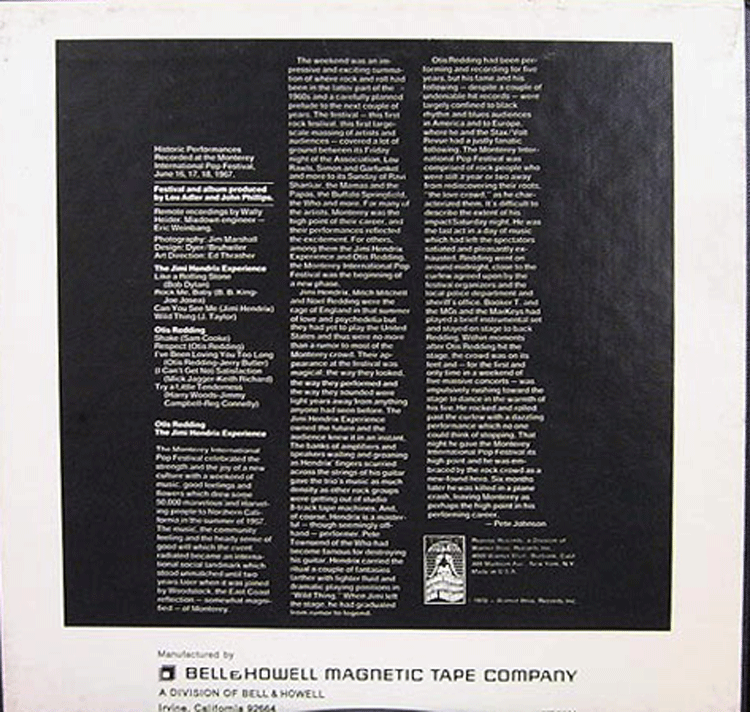 Historic Performances
Recorded at the Monterey
International Pop Festival,
June 16, 17, 18, 1967.
Festival and album produced
by Lou Adler and John Phillips.
Remote recordings by Wally
Heider. Mixdown engineer —
Eric Weinbang.
Photography: Jim Marshall
Design: Dyer/Bruhwiler
Art Direction: Ed Thrasher
The Jimi Hendrix Experience
Like a Rolling Stone
(Bob Dylan)
Rock Me, Baby (B. B. King-
Joe Josea)
Can You See Me (Jimi Hendrix)
Wild Thing (J. Taylor)
Otis Redding
Shake (Sam Cooke)
Respect (Otis Redding)
I've Been Loving You Too Long
(Otis Redding-Jerry Butler)
(I Can't Get No) Satisfaction
(Mick Jagger-Keith Richard)
Try a Little Tenderness
(Harry Woods-Jimmy
Campbell-Reg Connelly)
Otis Redding
The Jimi Hendrix Experience
The Monterey International
Pop Festival celebrated the
strength and the joy of a new
culture with a weekend of
music, good feelings and
flowers which drew some
50,000 marvelous and marvel-
ing people to Northern Cali-
fornia in the summer of 1967.
The music, the community
feeling and the heady sense of
good will which the event
radiated became an interna-
tional social landmark which
stood unmatched until two
years later when it was joined
by Woodstock, the East Coast
reflection — somewhat magni-
fied — of Monterey.
The weekend was an im-
pressive and exciting summa-
tion of where rock and roll had
been in the latter part of the
1960s and a carefully planned
prelude to the next couple of
years. The festival — this first
rock festival, this first large-
scale massing of artists and
audiences — covered a lot of
ground between its Friday
night of the Association, Lou
Rawls, Simon and Garfunkel
and more to its Sunday of Ravi
Shankar, the Mamas and the
Papas, the Buffalo Springfield,
the Who and more. For many of
the artists, Monterey was the
high point of their career, and
their performances reflected
the excitement. For others,
among them the Jimi Hendrix
Experience and Otis Redding,
the Monterey International Pop
Festival was the beginning of
a new phase.
Jimi Hendrix, Mitch Mitchell
and Noel Redding were the
rage of England in that summer
of love and psychedelia but
they had yet to play the United
States and thus were no more
than a rumor to most of the
Monterey crowd. Their ap-
pearance at the festival was
magical: the way they looked,
the way they performed and
the way they sounded were
light years away from anything
anyone had seen before. The
Jimi Hendrix Experience
owned the future and the
audience knew it in an instant.
The banks of amplifiers and
speakers wailing and groaning
as Hendrix' fingers scurried
across the strings of his guitar
gave the trio's music as much
density as other rock groups
were getting out of studio
8-track tape machines. And,
of course, Hendrix is a master-
ful — though seemingly off-
hand — performer. Pete
Townsend of the Who had
become famous for destroying
his guitar. Hendrix carried the
ritual a couple of fantasies
farther with lighter fluid and
dramatic playing positions in
"Wild Thing." When Jimi left
the stage, he had graduated
from rumor to legend.
Otis Redding had been per-
forming and recording for five
years, but his fame and his
following — despite a couple of
undeniable hit records — were
largely confined to black
rhythm and blues audiences
in America and to Europe,
where he and the Stax/Volt
Revue had a justly fanatic
following. The Monterey Inter-
national Pop Festival was
comprised of rock people who
were still a year or two away
from rediscovering their roots,
"the love crowd," as he char-
acterized them. It's difficult to
describe the extent of his
impact Saturday night. He was
the last act in a day of music
which had left the spectators
satiated and pleasantly ex-
hausted. Redding went on
around midnight, close to the
curfew agreed upon by the
festival organizers and the
local police department and
sheriff's office. Booker T. and
the MGs and the MarKeys had
played a brief instrumental set
and stayed on stage to back
Redding. Within moments
after Otis Redding hit the
stage, the crowd was on its
feet and — for the first and
only time in a weekend of
five massive concerts — was
impulsively rushing toward the
stage to dance in the warmth of
his fire. He rocked and rolled
past the curfew with a dazzling
performance which no one
could think of stopping. That
night he gave the Monterey
International Pop Festival its
high point and he was em-
braced by the rock crowd as a
new-found hero. Six months
later he was killed in a plane
crash, leaving Monterey as
perhaps the high point in his
performing career.
— Pete Johnson
Reprise Records, a Division of
Warner Bros. Records, Inc.
Made in U.S.A.
Manufactured by
BELL & HOWELL MAGNETIC TAPE COMPANY
A DIVISION OF BELL & HOWELL
Irvine, California 92664